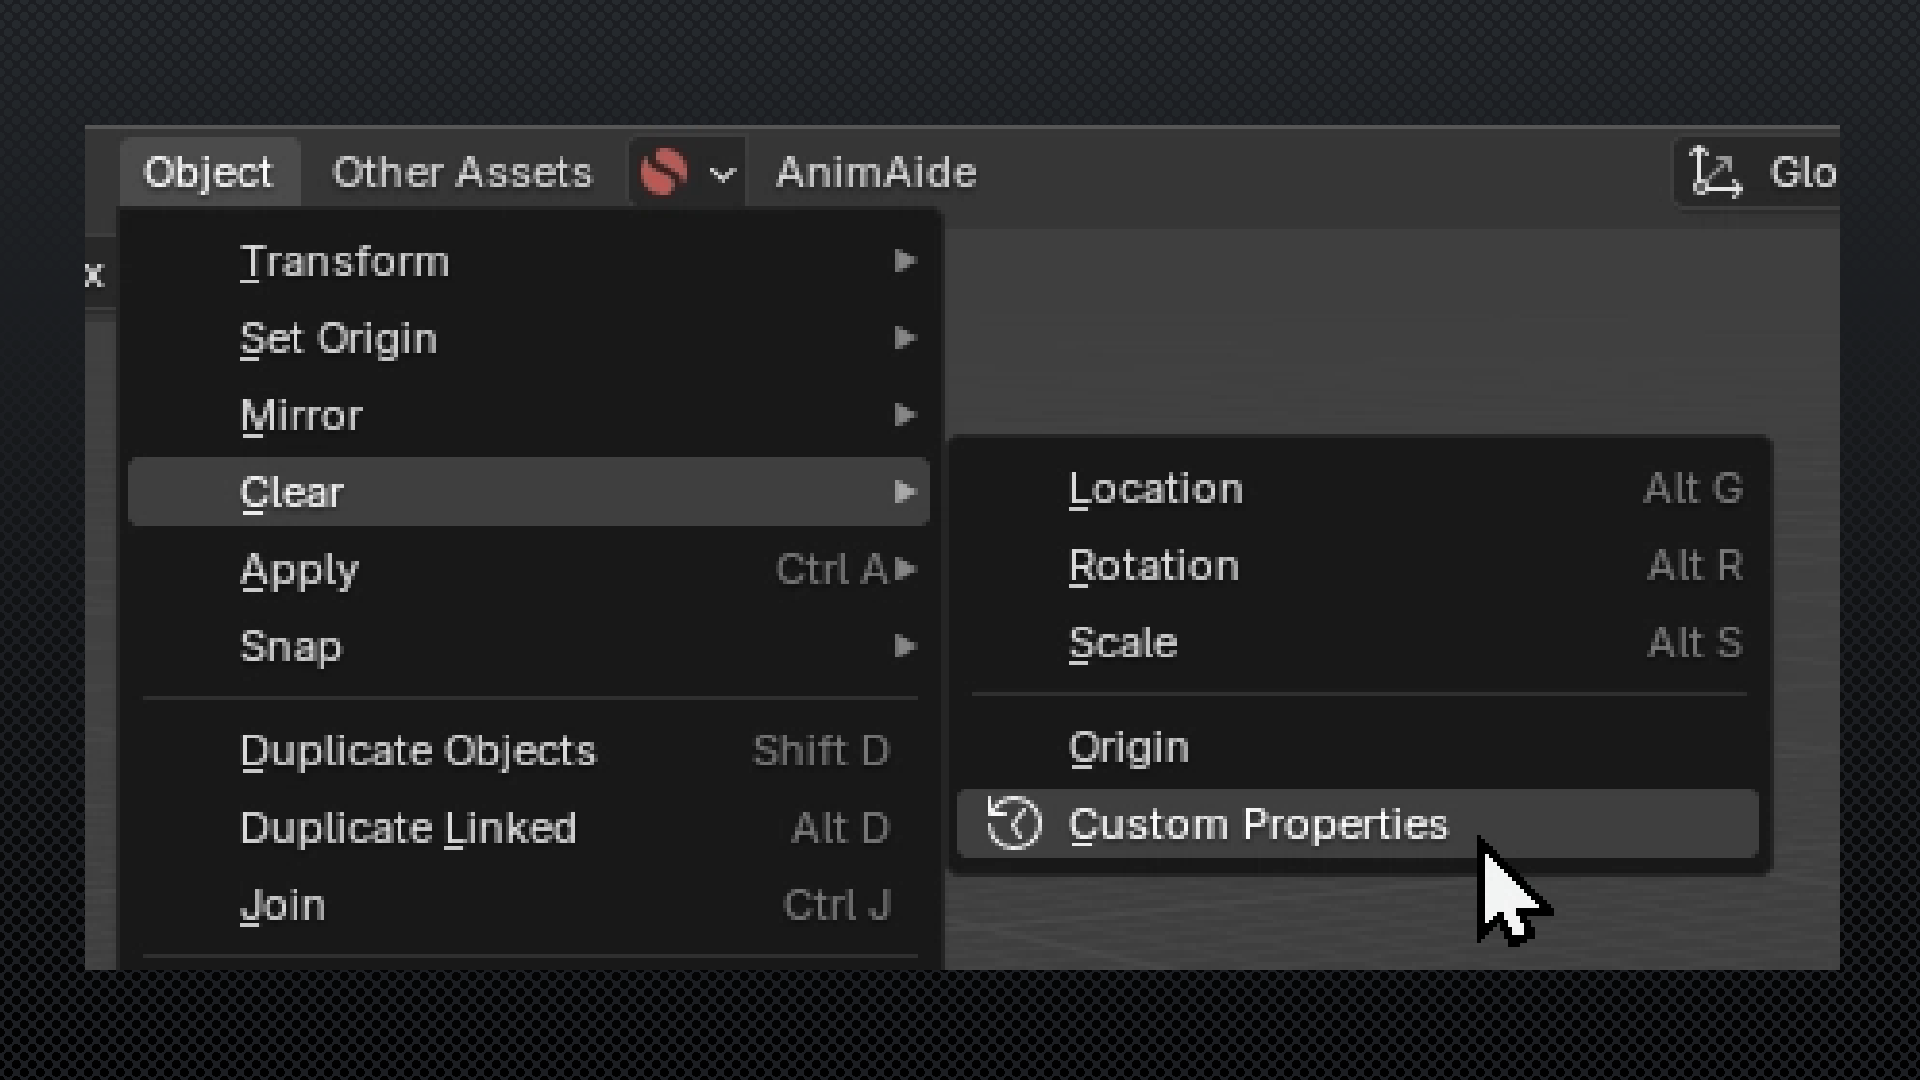 Object Other Assets AnimAide Glo
x
Transform
Set Origin
Mirror
Clear
Apply Ctrl A
Snap
Duplicate Objects Shift D
Duplicate Linked Alt D
Join Ctrl J
Location Alt G
Rotation Alt R
Scale Alt S
Origin
Custom Properties